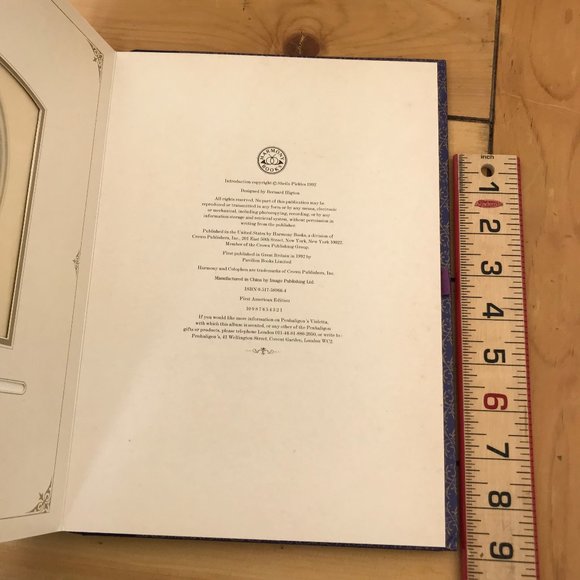 HARMONY BOOKS
Introduction copyright © Sheila Pickles 1992
Designed by Bernard Higton
All rights reserved. No part of this publication may be
reproduced or transmitted in any form or by any means, electronic
or mechanical, including photocopying, recording, or by any
information storage and retrieval system, without permission in
writing from the publisher.
Published in the United States by Harmony Books, a division of
Crown Publishers, Inc., 201 East 50th Street, New York, New York 10022.
Member of the Crown Publishing Group.
First published in Great Britain in 1992 by
Pavilion Books Limited
Harmony and Colophon are trademarks of Crown Publishers, Inc.
Manufactured in China by Imago Publishing Ltd.
First American Edition
10 9 8 7 6 5 4 3 2 1
If you would like more information on Penhaligon's Violetta,
with which this album is scented, or any other of the Penhaligon
gifts or products, please telephone London
or write to:
Penhaligon's, 41 Wellington Street, Covent Garden, London WC2
inch
1
2
3
4
5
6
7
8
9